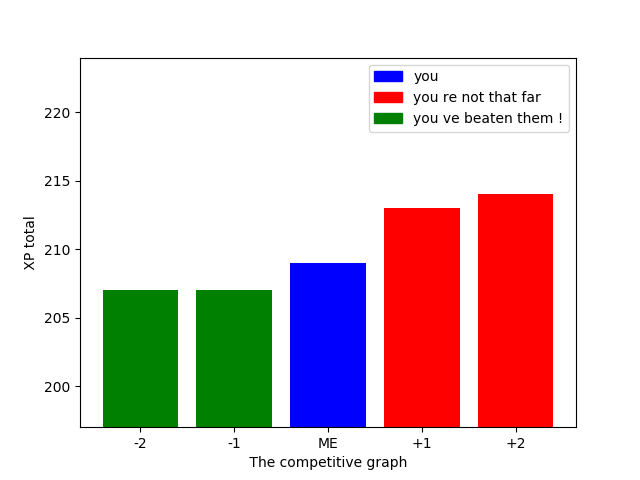 you
you re not that far
you ve beaten them !
220
215
210
205
200
XP total
-2 -1 ME +1 +2
The competitive graph